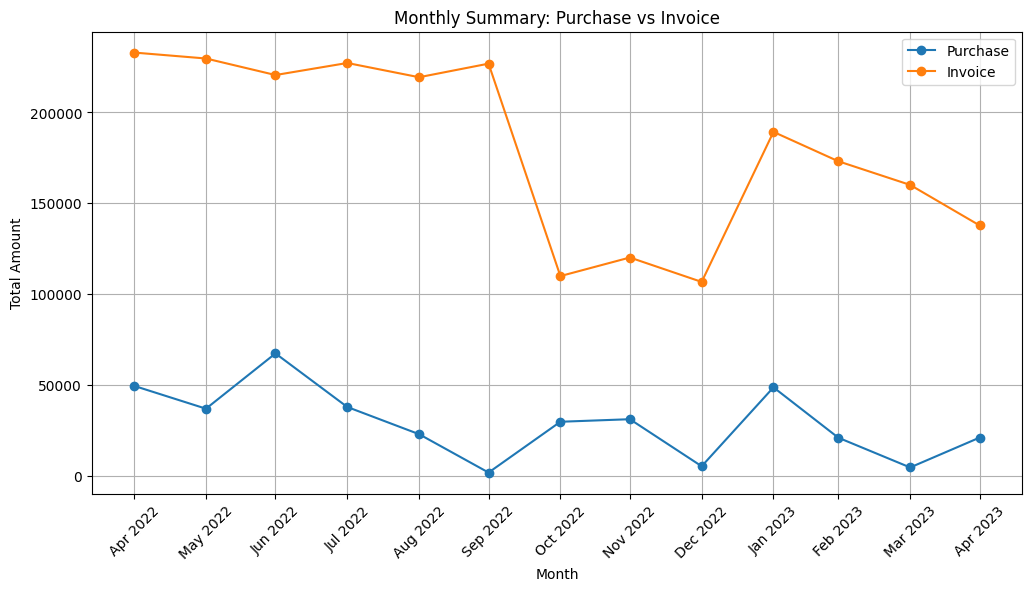 Monthly Summary: Purchase vs Invoice
Purchase
Invoice
Total Amount
200000
150000
100000
50000
0
Apr 2022
May 2022
Jun 2022
Jul 2022
Aug 2022
Sep 2022
Oct 2022
Nov 2022
Dec 2022
Jan 2023
Feb 2023
Mar 2023
Apr 2023
Month